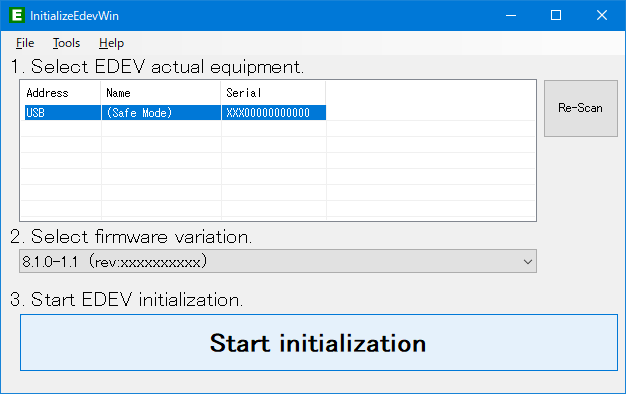 InitializeEdevWin
File Tools Help
1. Select EDEV actual equipment.
Address Name Serial
USB (Safe Mode) XXX00000000000
Re-Scan
2. Select firmware variation.
8.1.0-1.1 (rev:xxxxxxxxxx)
3. Start EDEV initialization.
Start initialization